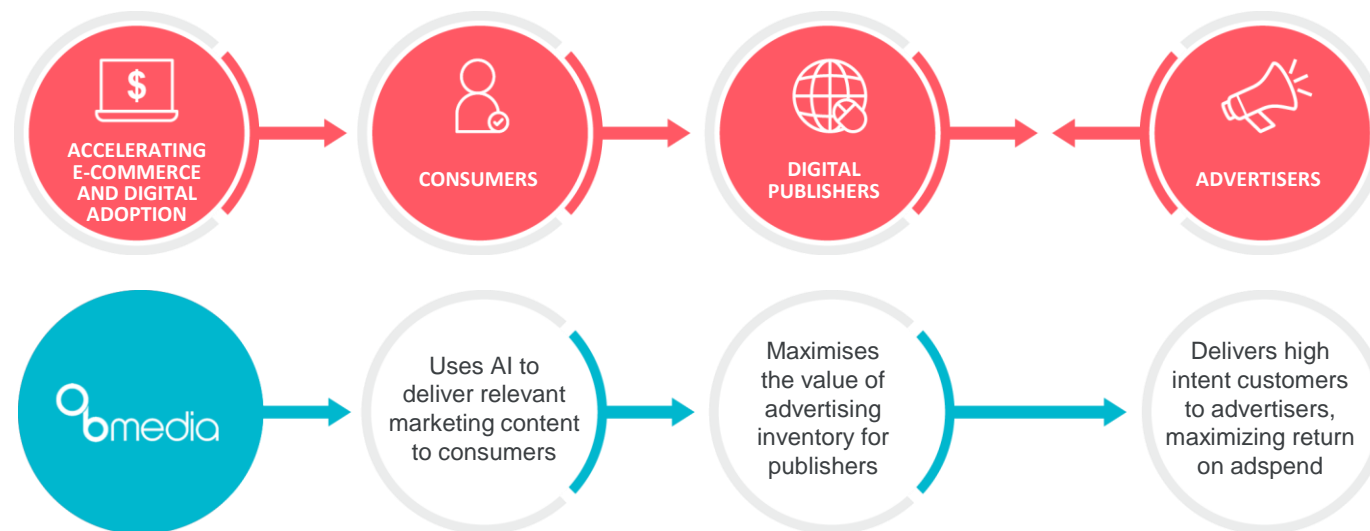 $
ACCELERATING
E-COMMERCE
AND DIGITAL
ADOPTION
CONSUMERS
DIGITAL
PUBLISHERS
ADVERTISERS
obmedia
Uses AI to
deliver relevant
marketing content
to consumers
Maximises
the value of
advertising
inventory for
publishers
Delivers high
intent customers
to advertisers,
maximizing return
on adspend